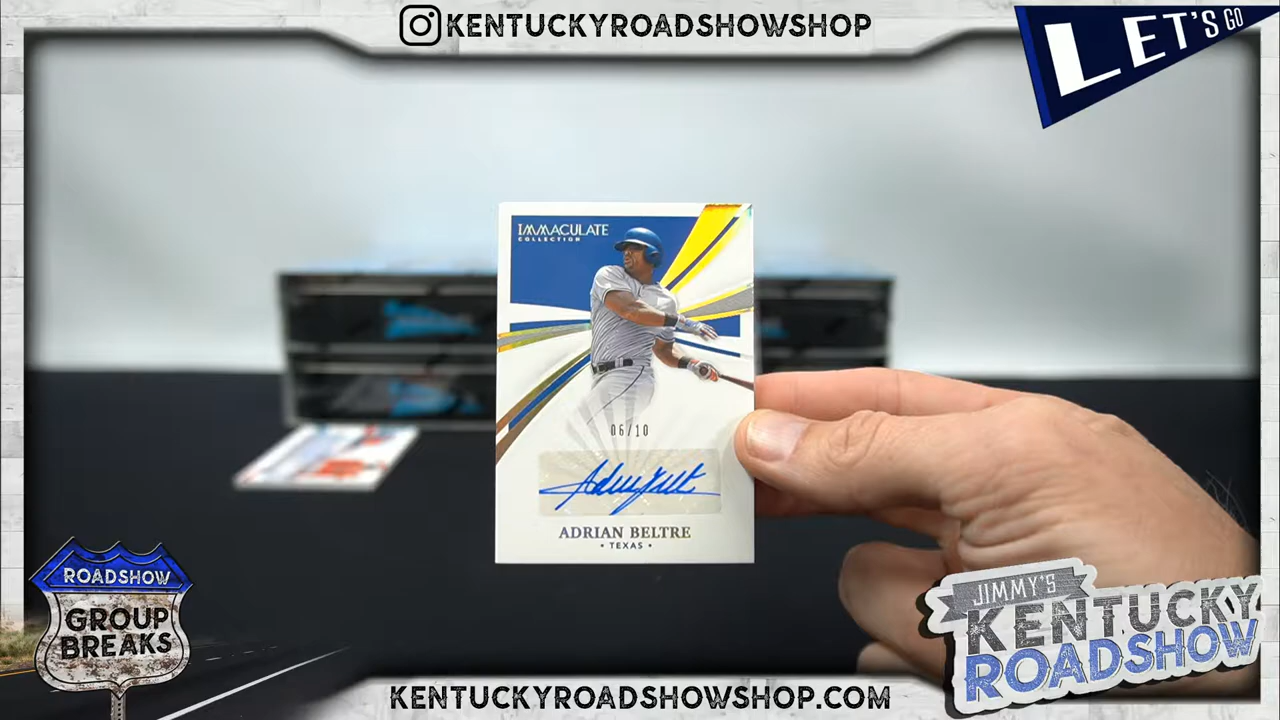 KENTUCKYROADSHOWSHOP
LET'S GO
IMMACULATE
COLLECTION
06/10
ADRIAN BELTRE
• TEXAS •
ROADSHOW
GROUP
BREAKS
JIMMY'S
KENTUCKY
ROADSHOW
KENTUCKYROADSHOWSHOP.COM